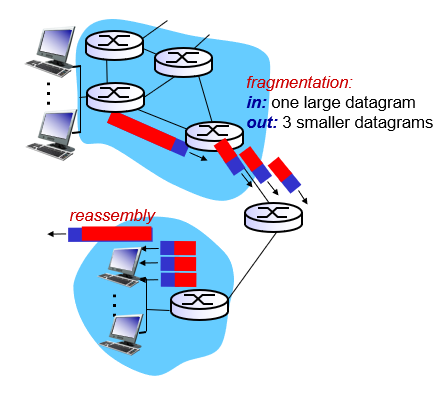 fragmentation:
in: one large datagram
out: 3 smaller datagrams
reassembly